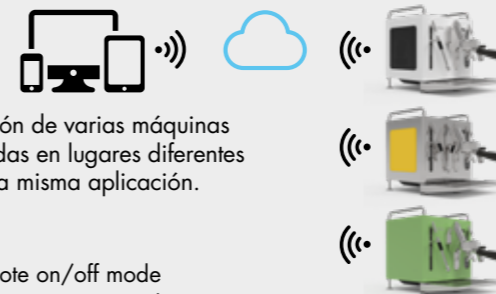 ón de varias máquinas
das en lugares diferentes
a misma aplicación.
ote on/off mode